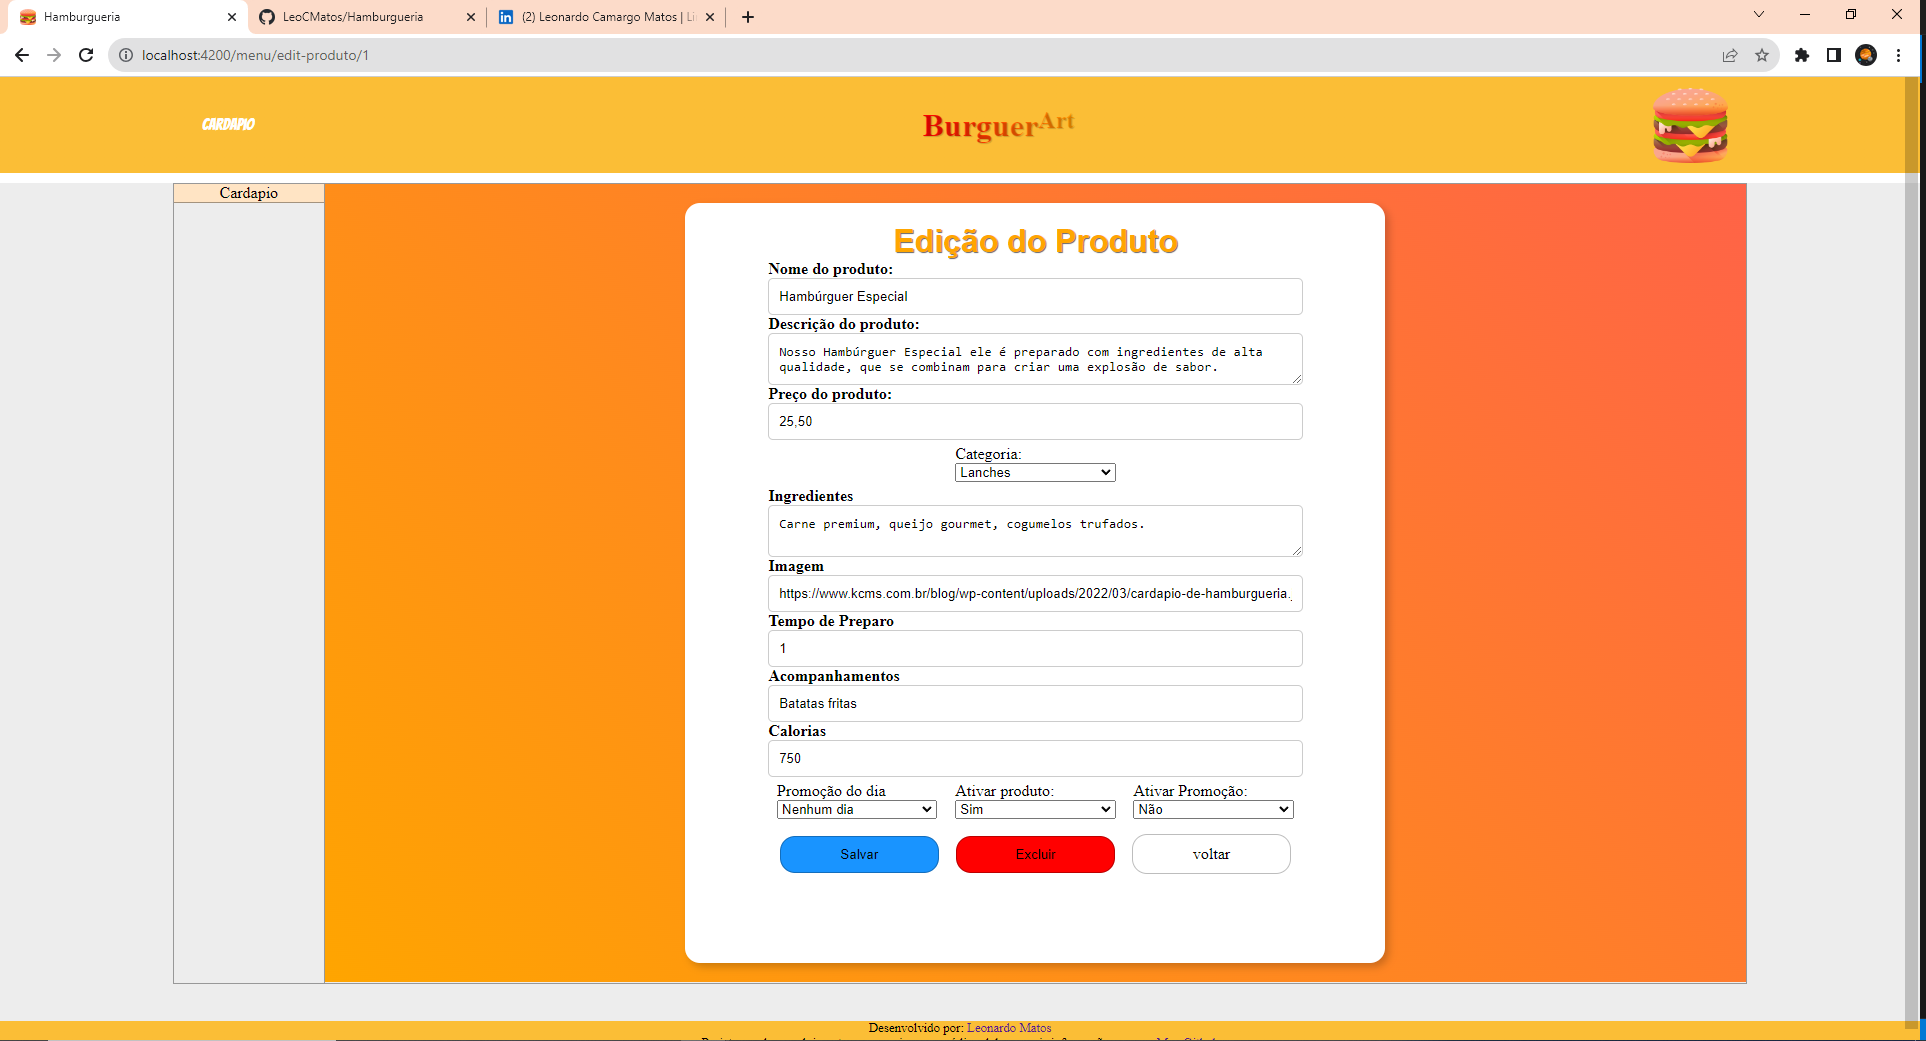 Hamburgueria
LeoCMatos/Hamburgueria
(2) Leonardo Camargo Matos | Li
localhost:4200/menu/edit-produto/1
CARDAPIO
BurguerArt
Cardapio
Edição do Produto
Nome do produto:
Hambúrguer Especial
Descrição do produto:
Nosso Hambúrguer Especial ele é preparado com ingredientes de alta
qualidade, que se combinam para criar uma explosão de sabor.
Preço do produto:
25,50
Categoria:
Lanches
Ingredientes
Carne premium, queijo gourmet, cogumelos trufados.
Imagem
https://www.kcms.com.br/blog/wp-content/uploads/2022/03/cardapio-de-hamburgueria.
Tempo de Preparo
1
Acompanhamentos
Batatas fritas
Calorias
750
Promoção do dia Ativar produto: Ativar Promoção:
Nenhum dia Sim Não
Salvar Excluir voltar
Desenvolvido por: Leonardo Matos